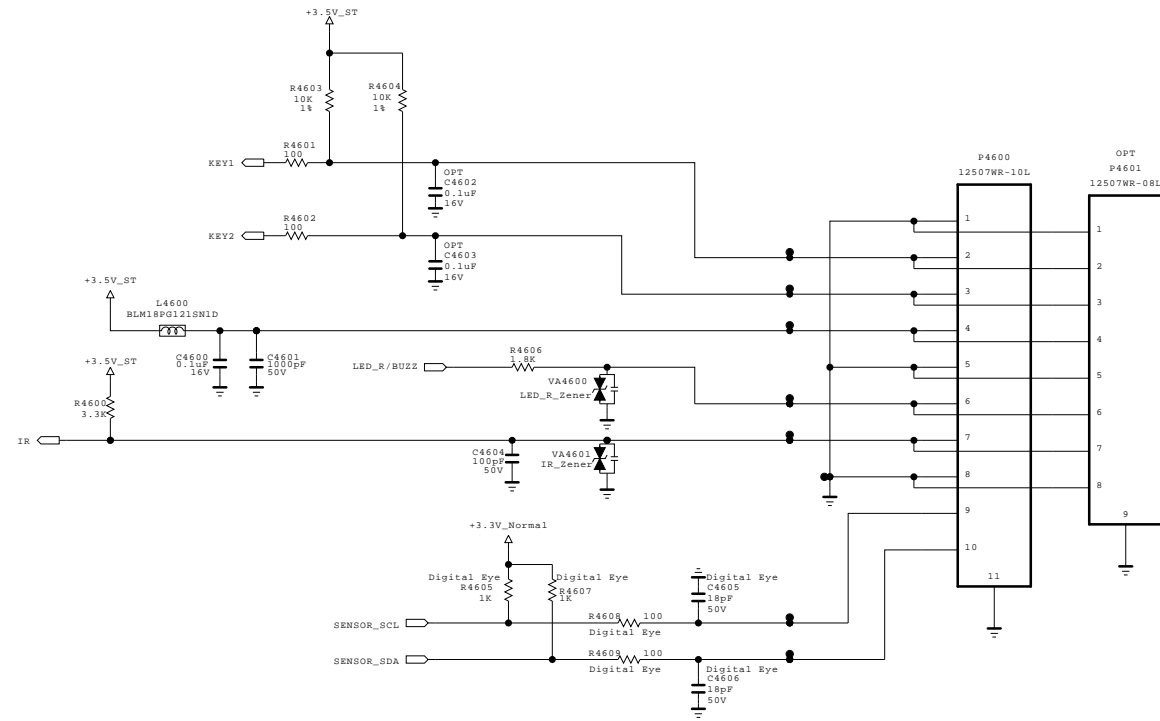 +3.5V_ST
R4603
10K
1%
R4604
10K
1%
R4601
100
KEY1
OPT
C4602
0.1uF
16V
R4602
100
KEY2
OPT
C4603
0.1uF
16V
P4600
12507WR-10L
OPT
P4601
12507WR-08L
1
2
3
4
5
6
7
8
9
10
11
1
2
3
4
5
6
7
8
9
+3.5V_ST
L4600
BLM18PG121SN1D
C4600
0.1uF
16V
C4601
1000pF
50V
+3.5V_ST
R4600
3.3K
LED_R/BUZZ
R4606
1.8K
VA4600
LED_R_Zener
IR
C4604
100pF
50V
VA4601
IR_Zener
+3.3V_Normal
Digital Eye
R4605
1K
Digital Eye
R4607
1K
Digital Eye
C4605
18pF
50V
SENSOR_SCL
R4608 100
Digital Eye
SENSOR_SDA
R4609 100
Digital Eye
Digital Eye
C4606
18pF
50V